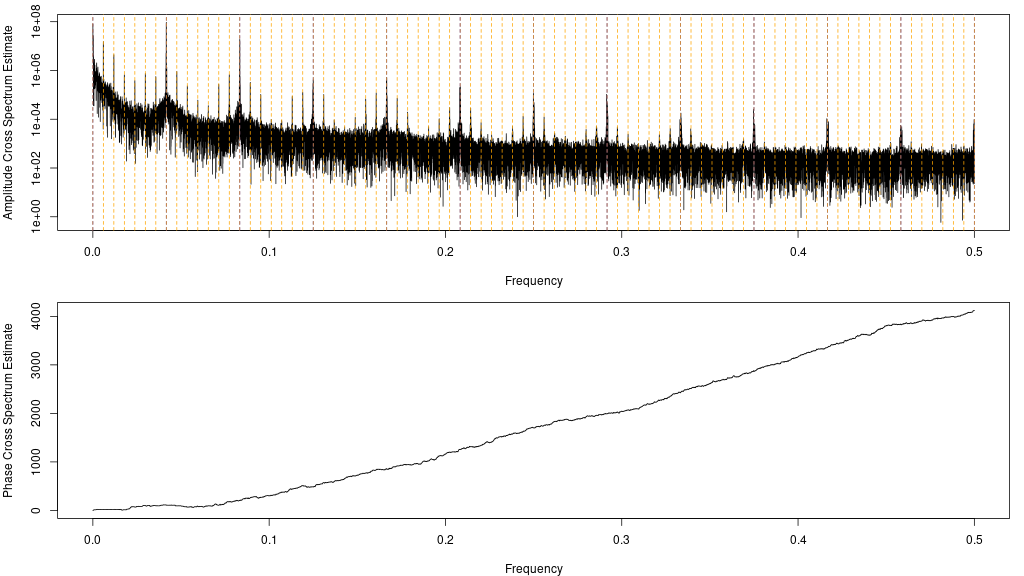 Amplitude Cross Spectrum Estimate
1e+08
1e+06
1e+04
1e+02
1e+00
0.0 0.1 0.2 0.3 0.4 0.5
Frequency
Phase Cross Spectrum Estimate
4000
3000
2000
1000
0
0.0 0.1 0.2 0.3 0.4 0.5
Frequency